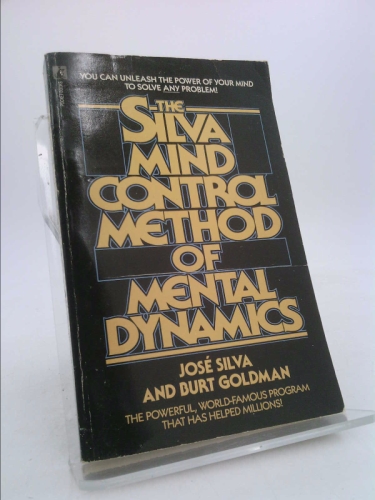 YOU CAN UNLEASH THE POWER OF YOUR MIND
TO SOLVE ANY PROBLEM!
THE
SILVA
MIND
CONTROL
METHOD
OF
MENTAL
DYNAMICS
JOSÉ SILVA
AND BURT GOLDMAN
THE POWERFUL, WORLD-FAMOUS PROGRAM
THAT HAS HELPED MILLIONS!